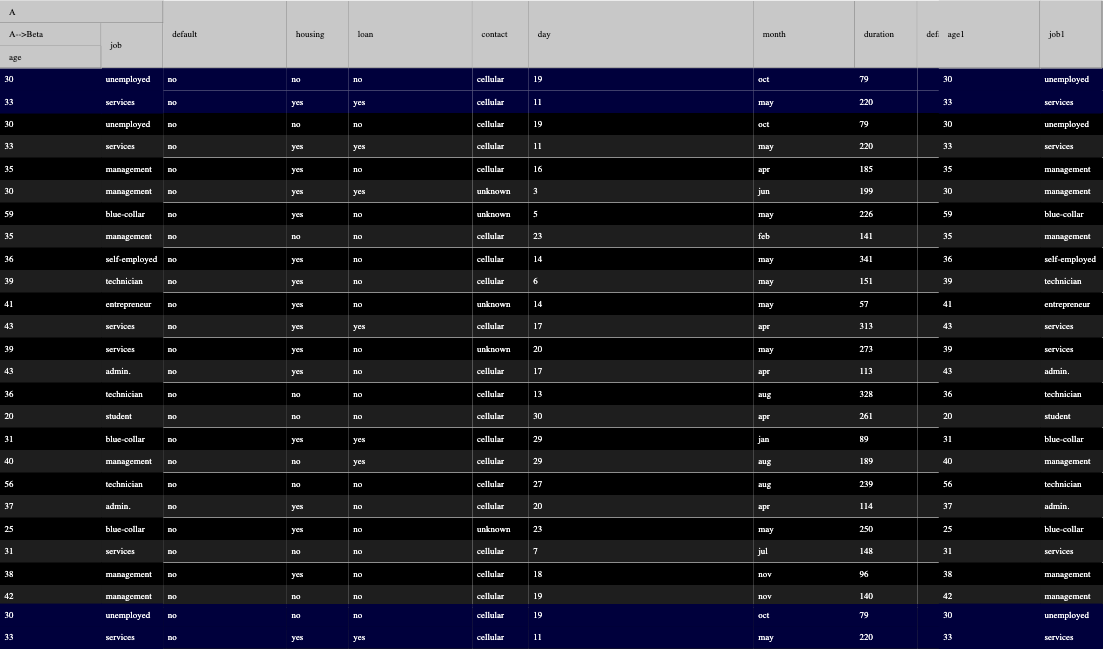 A
A-->Beta
age job default housing loan contact day month duration defa age1 job1
30 unemployed no no no cellular 19 oct 79 30 unemployed
33 services no yes yes cellular 11 may 220 33 services
30 unemployed no no no cellular 19 oct 79 30 unemployed
33 services no yes yes cellular 11 may 220 33 services
35 management no yes no cellular 16 apr 185 35 management
30 management no yes yes unknown 3 jun 199 30 management
59 blue-collar no yes no unknown 5 may 226 59 blue-collar
35 management no no no cellular 23 feb 141 35 management
36 self-employed no yes no cellular 14 may 341 36 self-employed
39 technician no yes no cellular 6 may 151 39 technician
41 entrepreneur no yes no unknown 14 may 57 41 entrepreneur
43 services no yes yes cellular 17 apr 313 43 services
39 services no yes no unknown 20 may 273 39 services
43 admin. no yes no cellular 17 apr 113 43 admin.
36 technician no no no cellular 13 aug 328 36 technician
20 student no no no cellular 30 apr 261 20 student
31 blue-collar no yes yes cellular 29 jan 89 31 blue-collar
40 management no no yes cellular 29 aug 189 40 management
56 technician no no no cellular 27 aug 239 56 technician
37 admin. no yes no cellular 20 apr 114 37 admin.
25 blue-collar no yes no unknown 23 may 250 25 blue-collar
31 services no no no cellular 7 jul 148 31 services
38 management no yes no cellular 18 nov 96 38 management
42 management no no no cellular 19 nov 140 42 management
30 unemployed no no no cellular 19 oct 79 30 unemployed
33 services no yes yes cellular 11 may 220 33 services